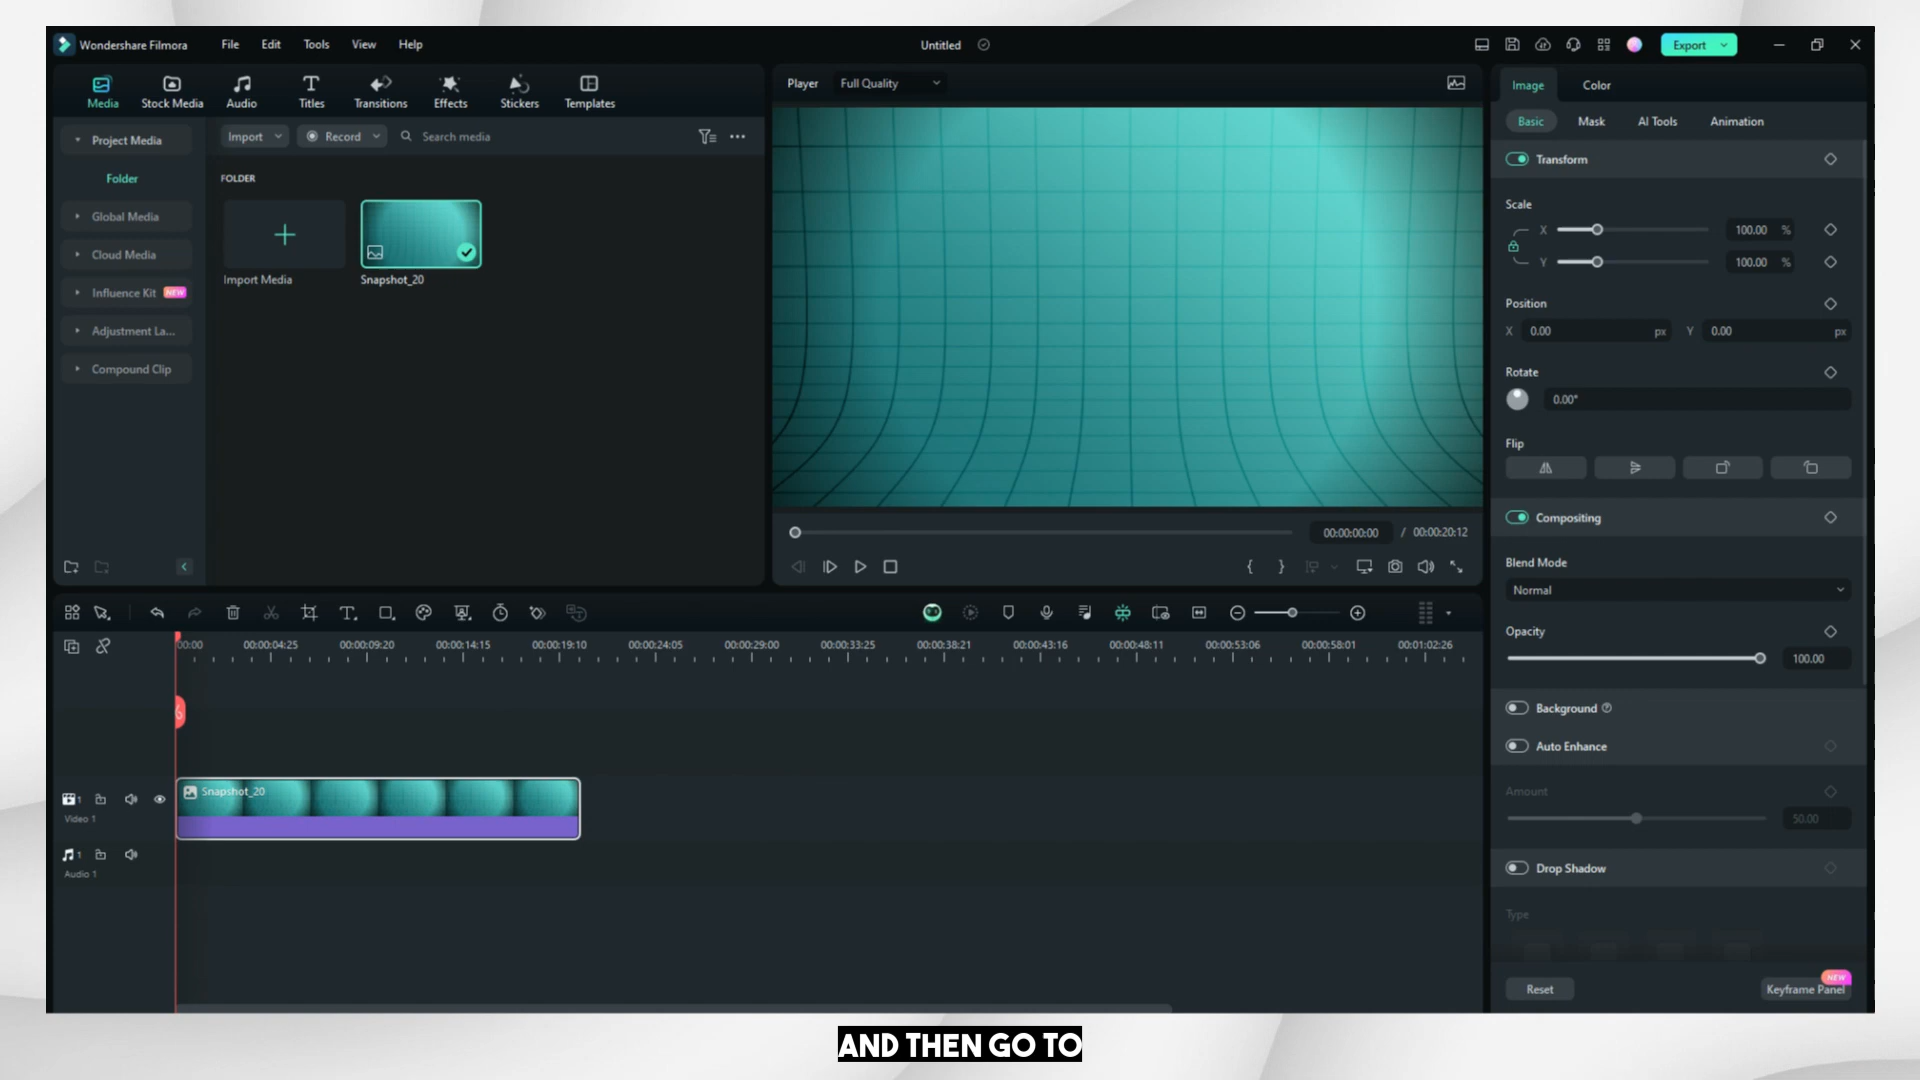 Wondershare Filmora
File
Edit
Tools
View
Help
Untitled
Export
Media
Stock Media
Audio
Titles
Transitions
Effects
Stickers
Templates
Project Media
Folder
Global Media
Cloud Media
Influence Kit NEW
Adjustment La...
Compound Clip
Import
Record
Search media
FOLDER
Import Media
Snapshot_20
Player
Full Quality
00:00:00:00 / 00:00:20:12
Image
Color
Basic
Mask
AI Tools
Animation
Transform
Scale
X 100.00 %
Y 100.00 %
Position
X 0.00 px Y 0.00 px
Rotate
0.00°
Flip
Compositing
Blend Mode
Normal
Opacity
100.00
Background
Auto Enhance
Amount
50.00
Drop Shadow
Type
Reset
NEW
Keyframe Panel
00:00 00:00:04:25 00:00:09:20 00:00:14:15 00:00:19:10 00:00:24:05 00:00:29:00 00:00:33:25 00:00:38:21 00:00:43:16 00:00:48:11 00:00:53:06 00:00:58:01 00:01:02:26
Snapshot_20
1
Video 1
1
Audio 1
AND THEN GO TO